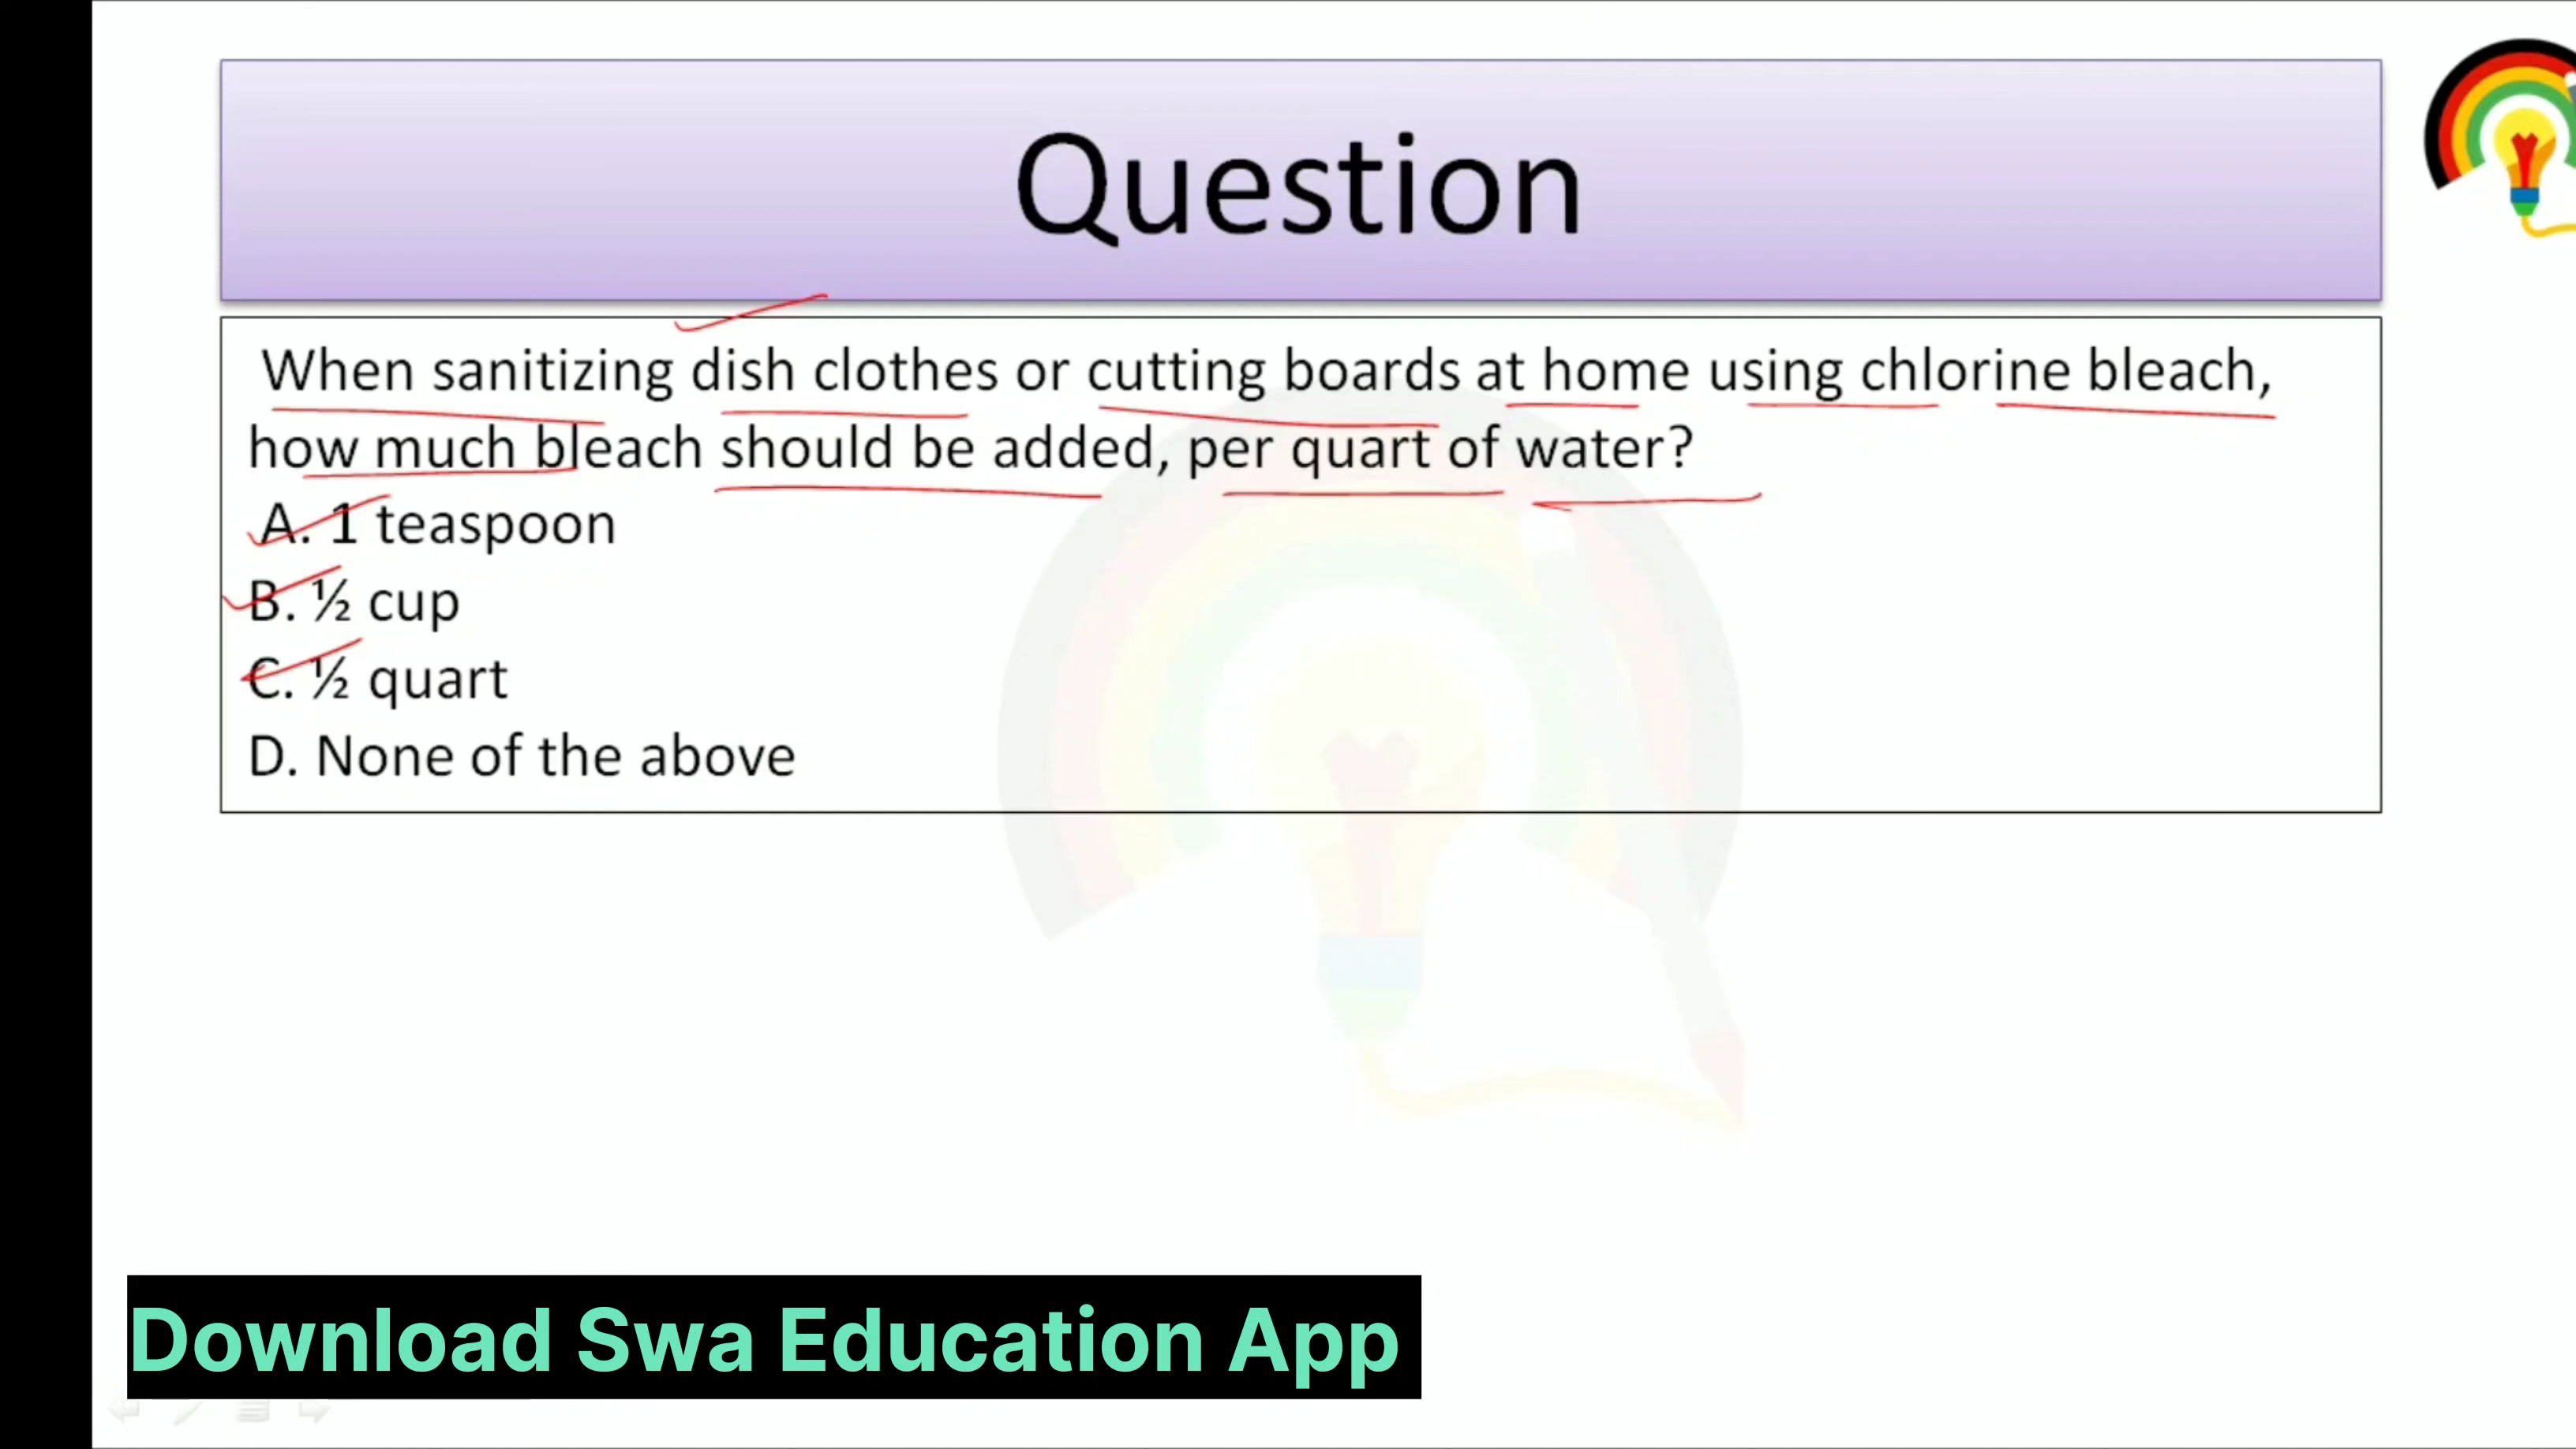 Question
When sanitizing dish clothes or cutting boards at home using chlorine bleach,
how much bleach should be added, per quart of water?
A. 1 teaspoon
B. ½ cup
C. ½ quart
D. None of the above
Download Swa Education App